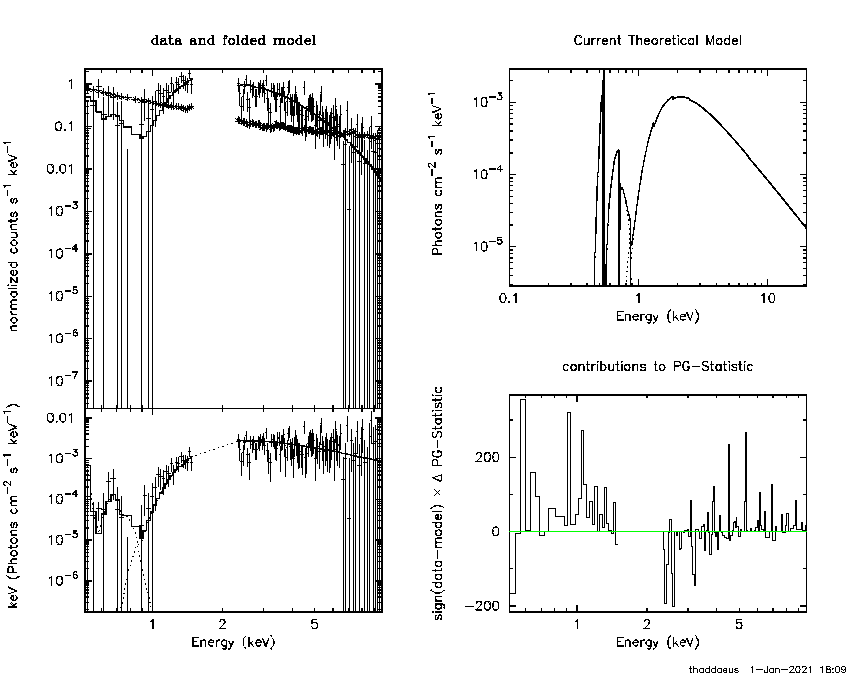 data and folded model
normalized counts s−1 keV−1
1
0.1
0.01
10−3
10−4
10−5
10−6
10−7
keV (Photons cm−2 s−1 keV−1)
0.01
10−3
10−4
10−5
10−6
1 2 5
Energy (keV)
Current Theoretical Model
Photons cm−2 s−1 keV−1
10−3
10−4
10−5
0.1 1 10
Energy (keV)
contributions to PG−Statistic
sign(data−model) × Δ PG−Statistic
200
0
−200
1 2 5
Energy (keV)
thaddaeus 1−Jan−2021 18:09